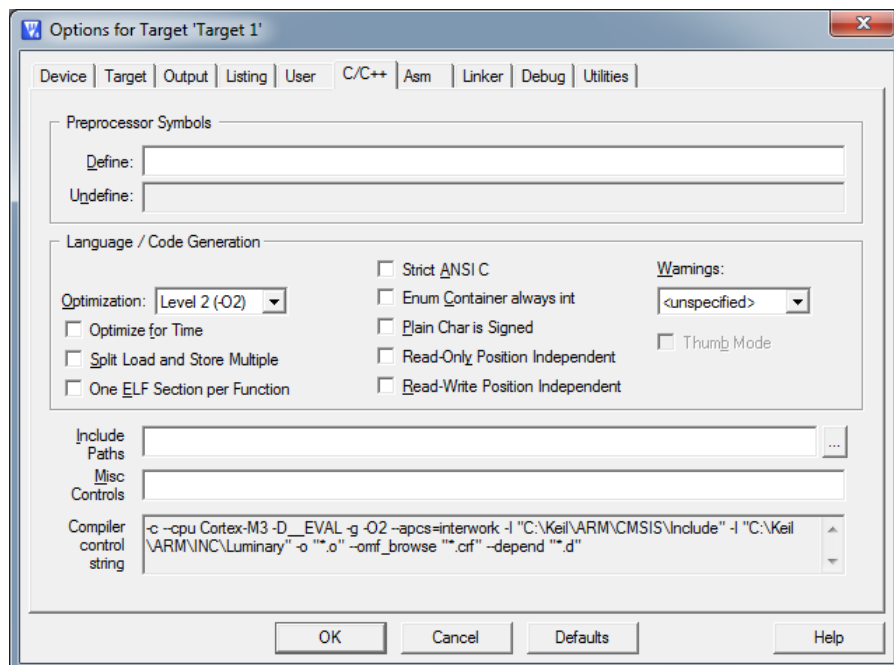 Options for Target 'Target 1'
Device Target Output Listing User C/C++ Asm Linker Debug Utilities
Preprocessor Symbols
Define:
Undefine:
Language / Code Generation
Strict ANSI C
Warnings:
Optimization: Level 2 (-O2)
Enum Container always int
<unspecified>
Optimize for Time
Plain Char is Signed
Thumb Mode
Split Load and Store Multiple
Read-Only Position Independent
One ELF Section per Function
Read-Write Position Independent
Include
Paths
...
Misc
Controls
Compiler
control
string
-c --cpu Cortex-M3 -D__EVAL -g -O2 --apcs=interwork -I "C:\Keil\ARM\CMSIS\Include" -I "C:\Keil
\ARM\INC\Luminary" -o "*.o" --omf_browse "*.crf" --depend "*.d"
OK Cancel Defaults Help